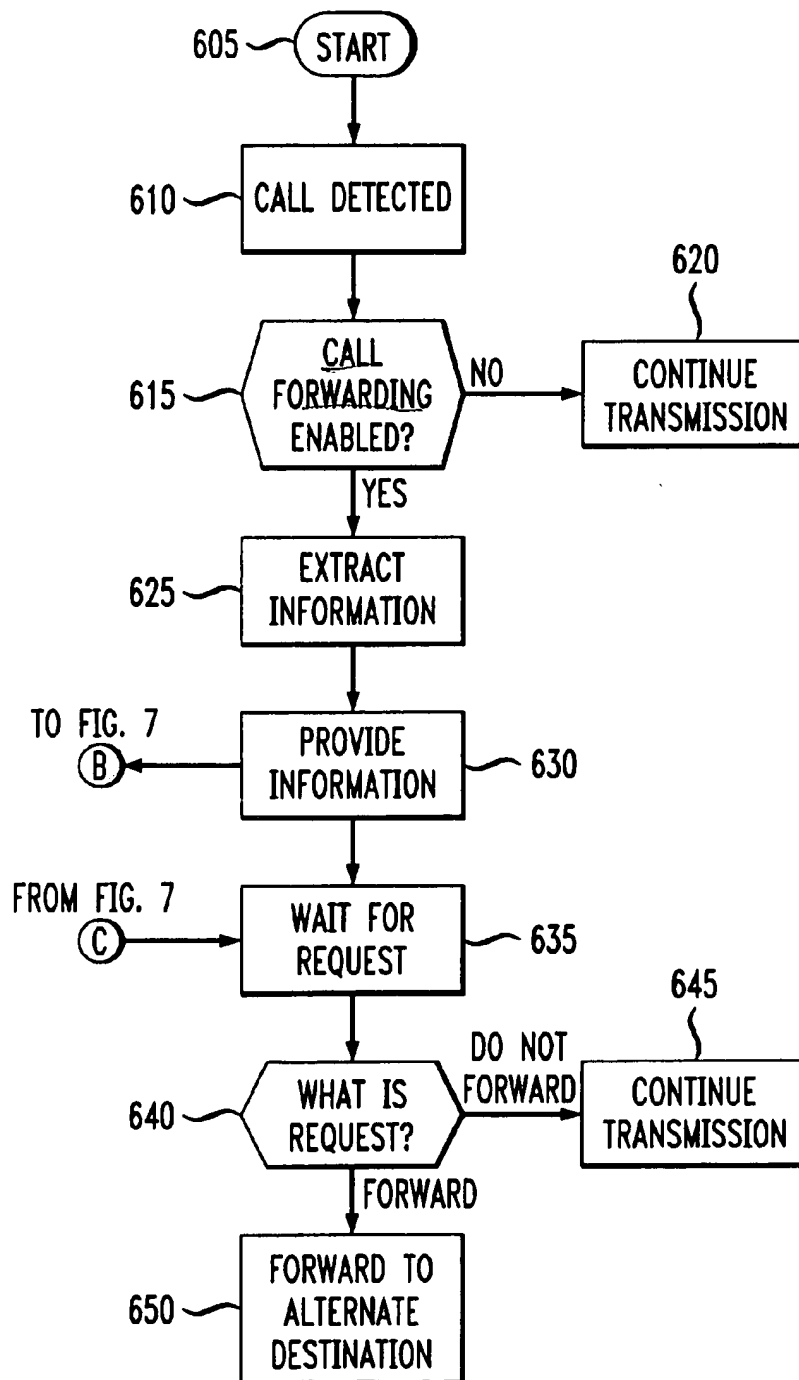 605
START
610
CALL DETECTED
620
615
CALL
FORWARDING
ENABLED?
NO
CONTINUE
TRANSMISSION
YES
625
EXTRACT
INFORMATION
TO FIG. 7
B
PROVIDE
INFORMATION
630
FROM FIG. 7
C
WAIT FOR
REQUEST
635
645
640
WHAT IS
REQUEST?
DO NOT
FORWARD
CONTINUE
TRANSMISSION
FORWARD
650
FORWARD TO
ALTERNATE
DESTINATION